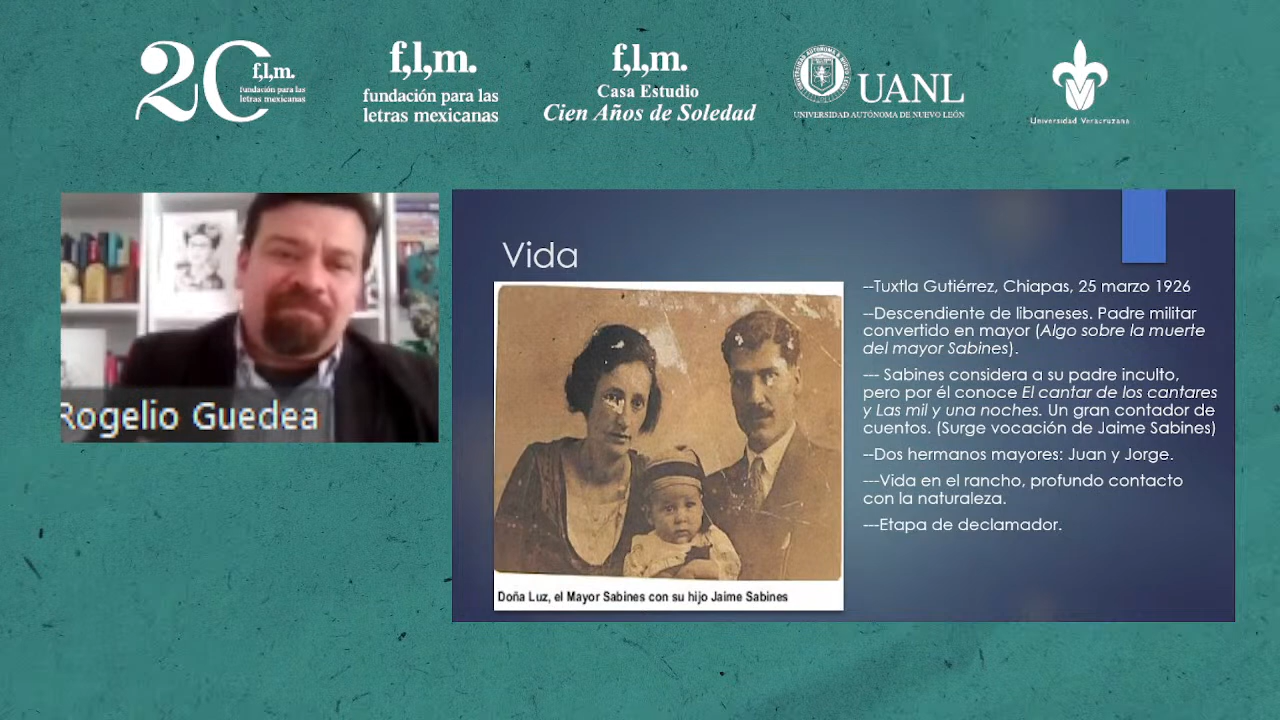 20 f,l,m.
fundación para las
letras mexicanas
f,l,m.
fundación para las
letras mexicanas
f,l,m.
Casa Estudio
Cien Años de Soledad
UANL
UNIVERSIDAD AUTÓNOMA DE NUEVO LEÓN
Universidad Veracruzana
Rogelio Guedea
Vida
Doña Luz, el Mayor Sabines con su hijo Jaime Sabines
--Tuxtla Gutiérrez, Chiapas, 25 marzo 1926
--Descendiente de libaneses. Padre militar
convertido en mayor (Algo sobre la muerte
del mayor Sabines).
--- Sabines considera a su padre inculto,
pero por él conoce El cantar de los cantares
y Las mil y una noches. Un gran contador de
cuentos. (Surge vocación de Jaime Sabines)
--Dos hermanos mayores: Juan y Jorge.
---Vida en el rancho, profundo contacto
con la naturaleza.
---Etapa de declamador.